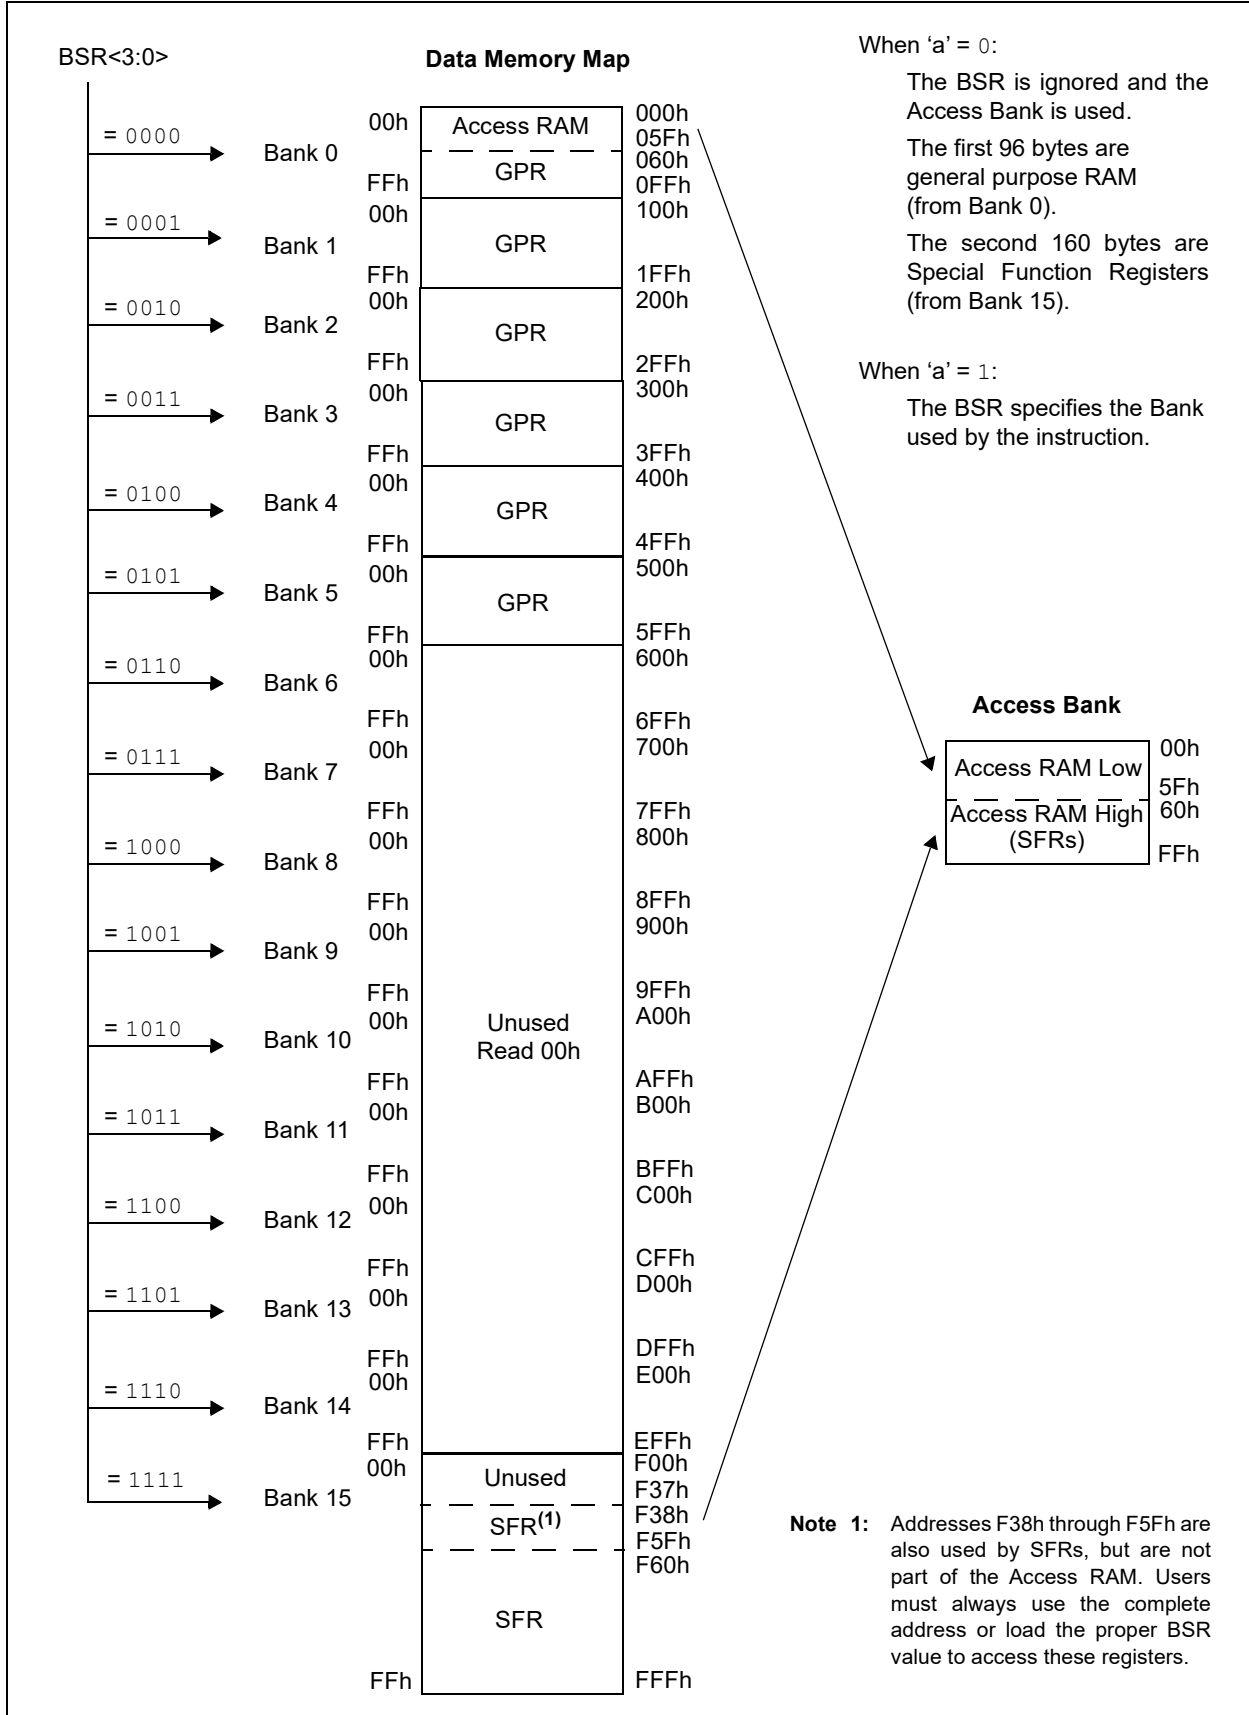 BSR<3:0>
Data Memory Map
When ‘a’ = 0:
The BSR is ignored and the
Access Bank is used.
The first 96 bytes are
general purpose RAM
(from Bank 0).
The second 160 bytes are
Special Function Registers
(from Bank 15).
When ‘a’ = 1:
The BSR specifies the Bank
used by the instruction.
= 0000
Bank 0
00h
Access RAM
000h
05Fh
GPR
060h
FFh
0FFh
= 0001
Bank 1
00h
100h
GPR
FFh
1FFh
= 0010
Bank 2
00h
200h
GPR
FFh
2FFh
= 0011
Bank 3
00h
300h
GPR
FFh
3FFh
= 0100
Bank 4
00h
400h
GPR
FFh
4FFh
= 0101
Bank 5
00h
500h
GPR
FFh
5FFh
= 0110
Bank 6
00h
600h
FFh
6FFh
= 0111
Bank 7
00h
700h
FFh
7FFh
= 1000
Bank 8
00h
800h
FFh
8FFh
= 1001
Bank 9
00h
900h
FFh
9FFh
= 1010
Bank 10
00h
A00h
Unused
Read 00h
FFh
AFFh
= 1011
Bank 11
00h
B00h
FFh
BFFh
= 1100
Bank 12
00h
C00h
FFh
CFFh
= 1101
Bank 13
00h
D00h
FFh
DFFh
= 1110
Bank 14
00h
E00h
FFh
EFFh
= 1111
Bank 15
00h
F00h
Unused
F37h
F38h
SFR(1)
F5Fh
F60h
SFR
FFh
FFFh
Access Bank
Access RAM Low
00h
5Fh
Access RAM High
(SFRs)
60h
FFh
Note 1: Addresses F38h through F5Fh are
also used by SFRs, but are not
part of the Access RAM. Users
must always use the complete
address or load the proper BSR
value to access these registers.